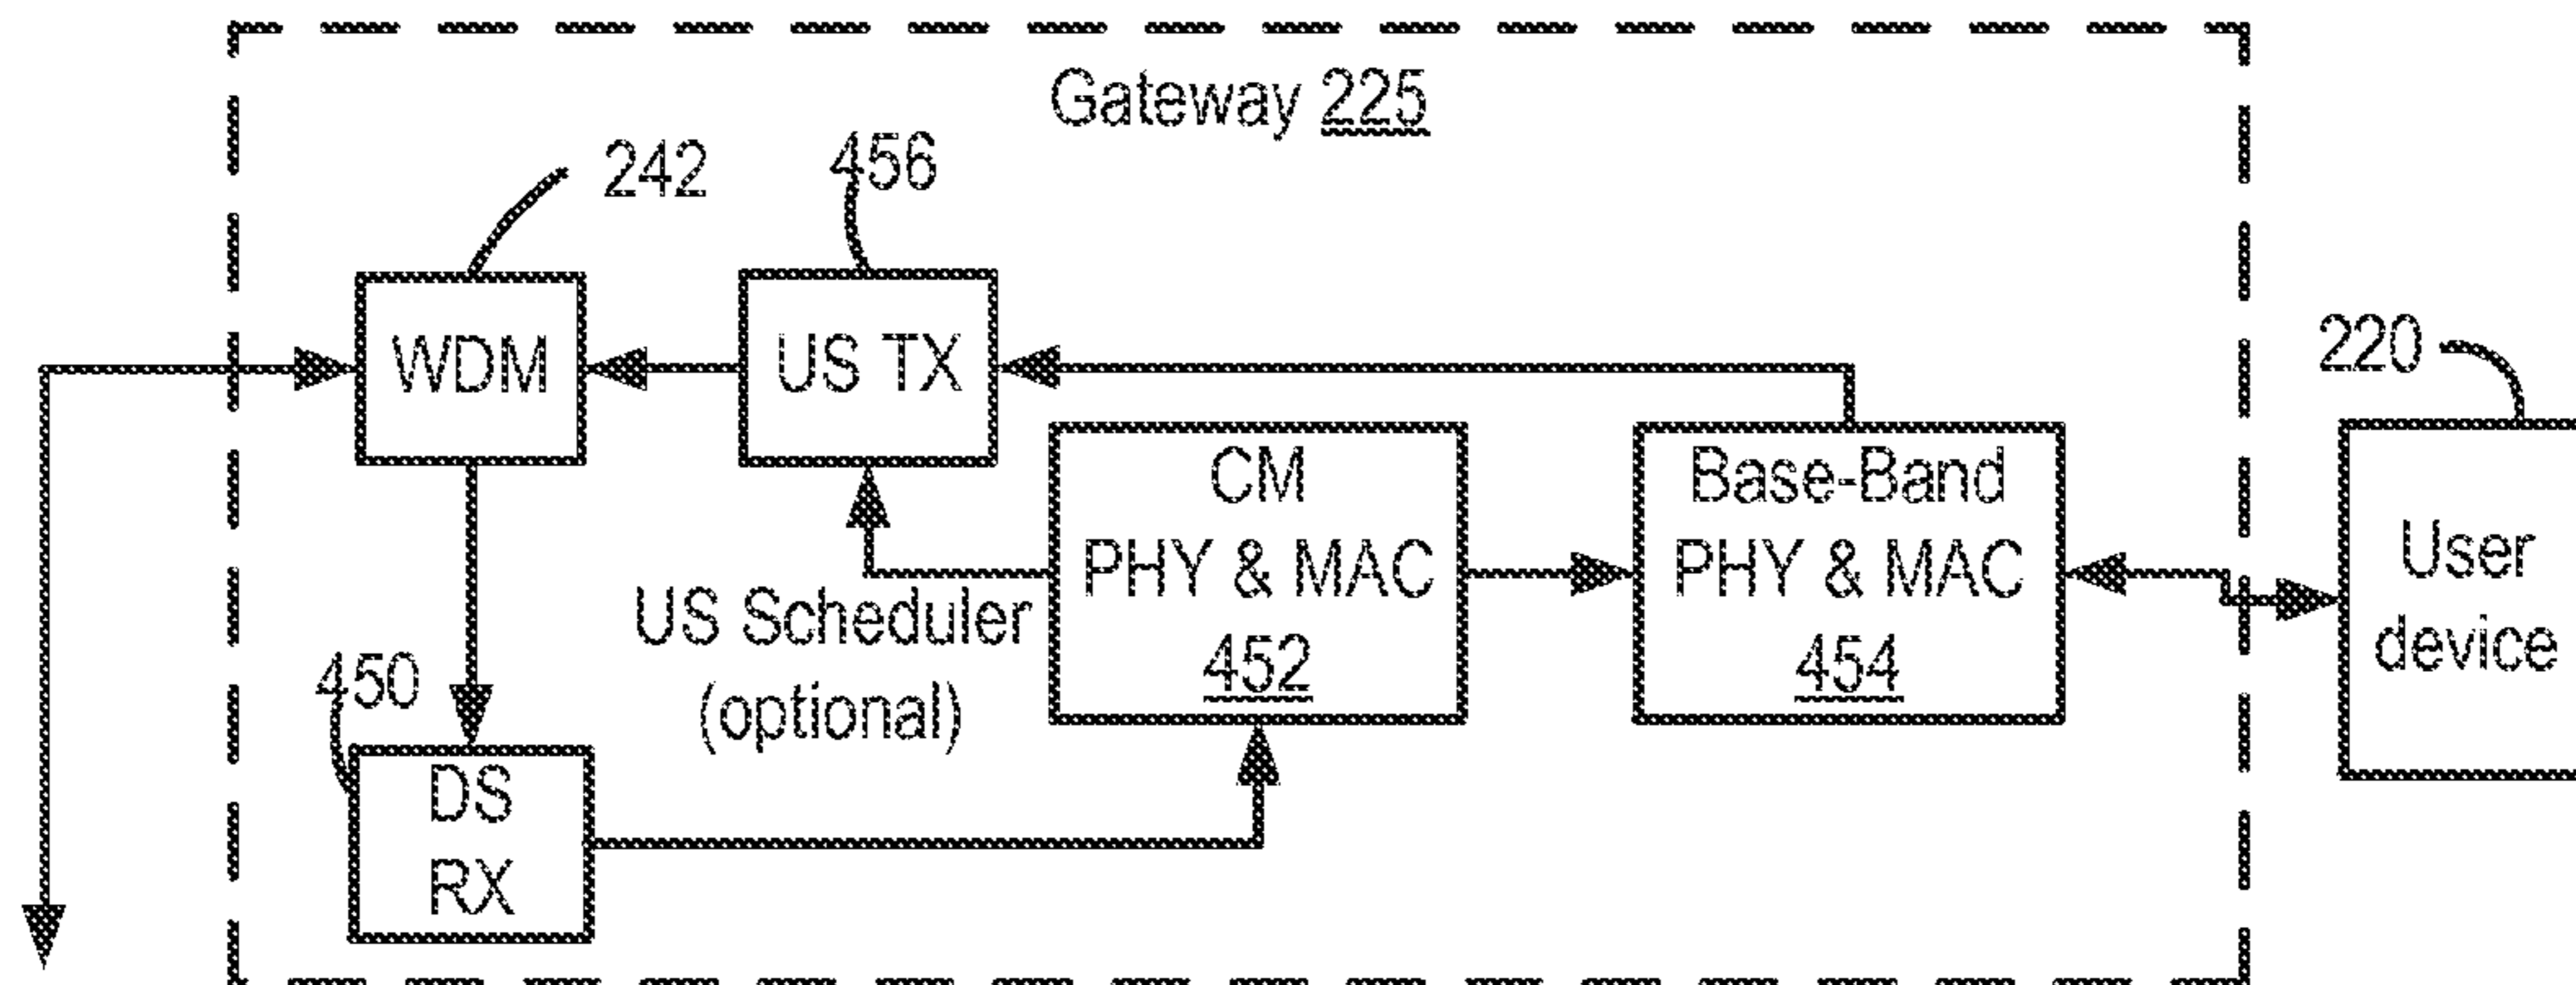 Gateway 225
242
456
WDM
US TX
220
CM
PHY & MAC
452
Base-Band
PHY & MAC
454
User
device
US Scheduler
(optional)
450
DS
RX